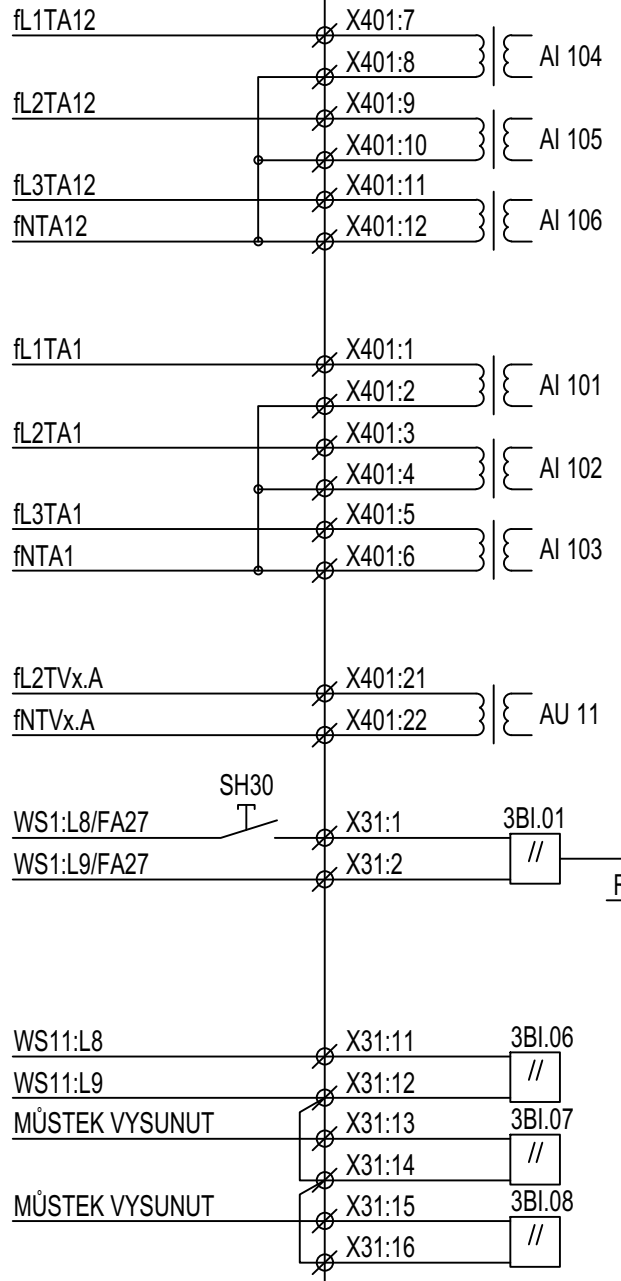 fL1TA12 X401:7
X401:8 AI 104
fL2TA12 X401:9
X401:10 AI 105
fL3TA12 X401:11
fNTA12 X401:12 AI 106
fL1TA1 X401:1
X401:2 AI 101
fL2TA1 X401:3
X401:4 AI 102
fL3TA1 X401:5
fNTA1 X401:6 AI 103
fL2TVx.A X401:21
fNTVx.A X401:22 AU 11
SH30
WS1:L8/FA27 X31:1 3BI.01
//
WS1:L9/FA27 X31:2
WS11:L8 X31:11 3BI.06
//
WS11:L9 X31:12
MŮSTEK VYSUNUT X31:13 3BI.07
//
X31:14
MŮSTEK VYSUNUT X31:15 3BI.08
//
X31:16